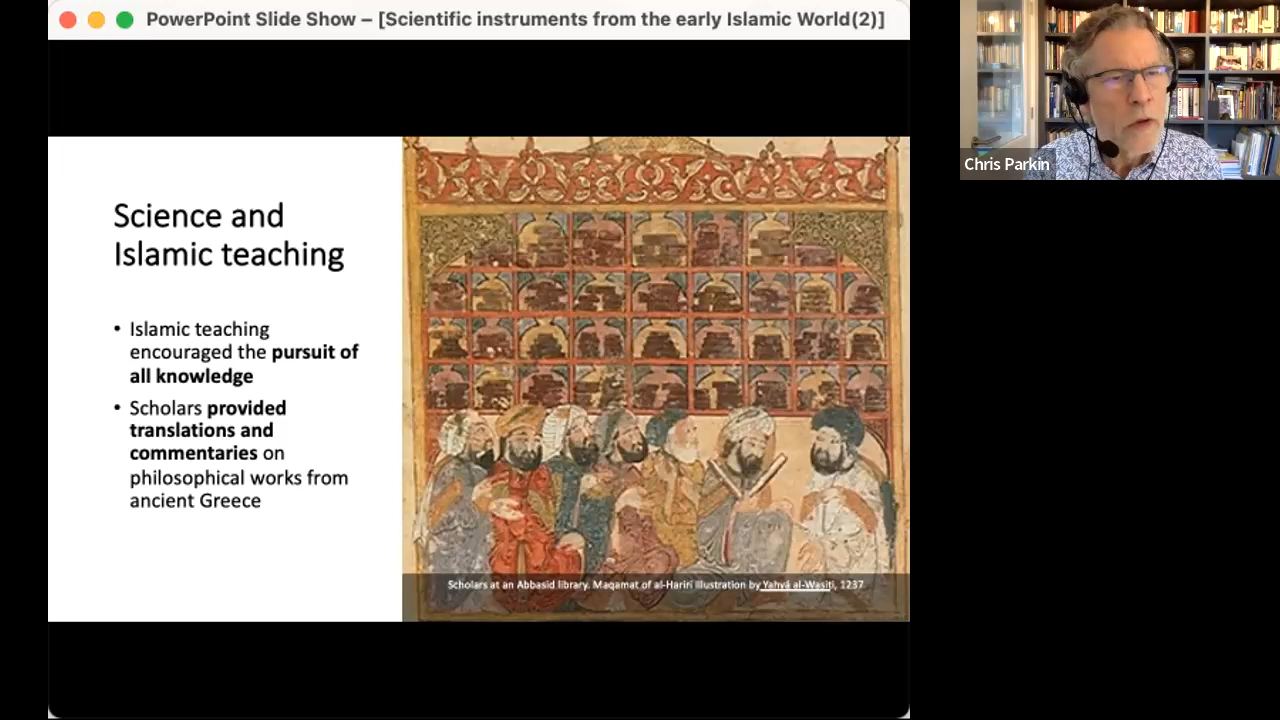 PowerPoint Slide Show – [Scientific instruments from the early Islamic World(2)]
Chris Parkin
Science and
Islamic teaching
• Islamic teaching
encouraged the pursuit of
all knowledge
• Scholars provided
translations and
commentaries on
philosophical works from
ancient Greece
Scholars at an Abbasid library. Maqamat of al-Hariri Illustration by Yahyá al-Wasiti, 1237